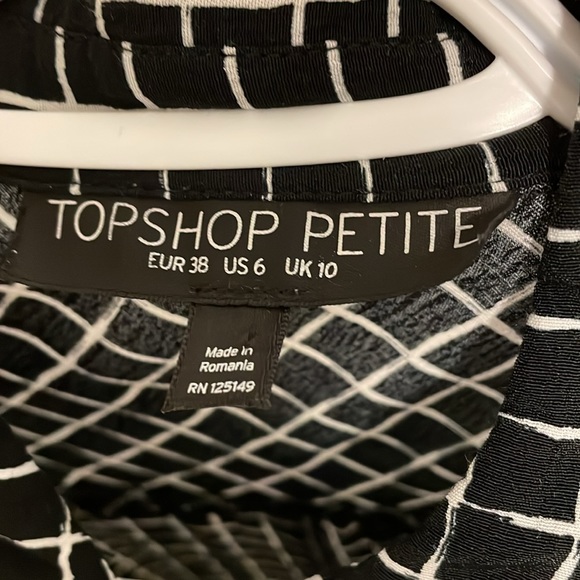 TOPSHOP PETITE
EUR 38 US 6 UK 10
Made in
Romania
RN 125149